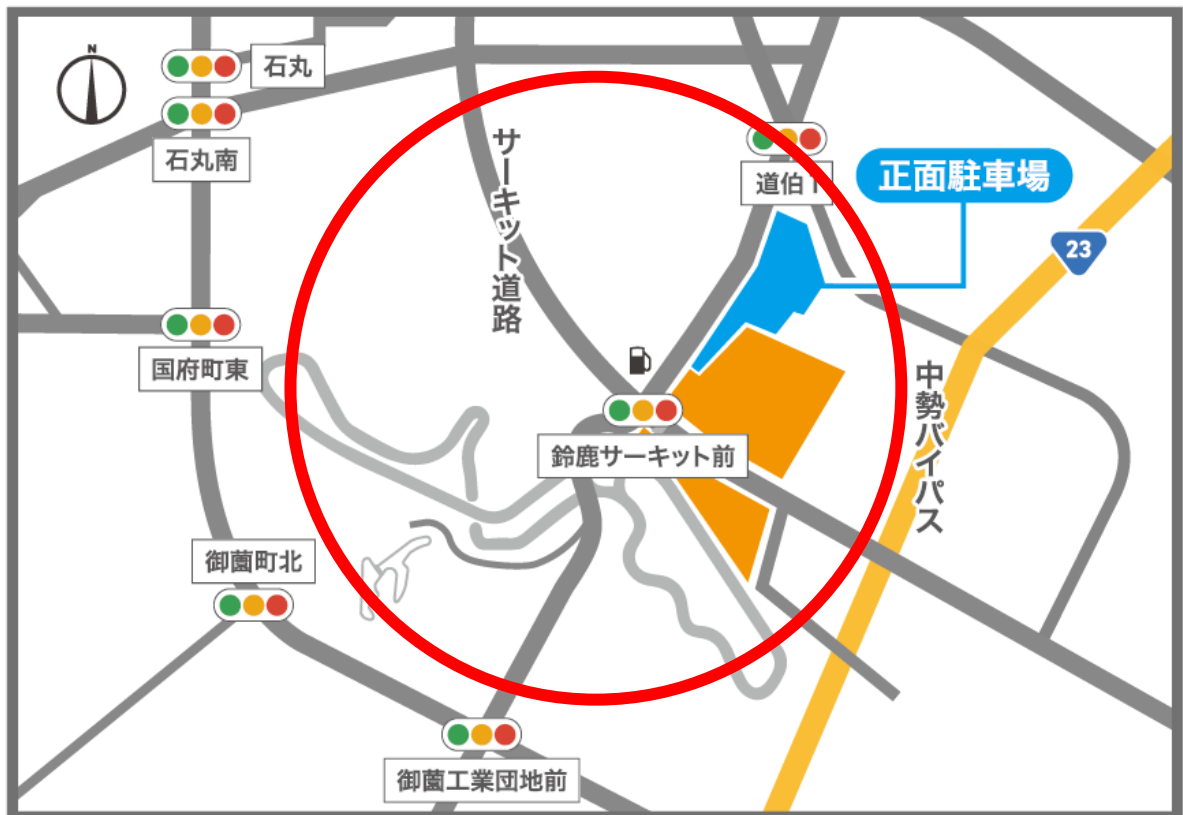 N
石丸
石丸南
サーキット道路
道伯1
正面駐車場
23
国府町東
中勢バイパス
鈴鹿サーキット前
御薗町北
御薗工業団地前